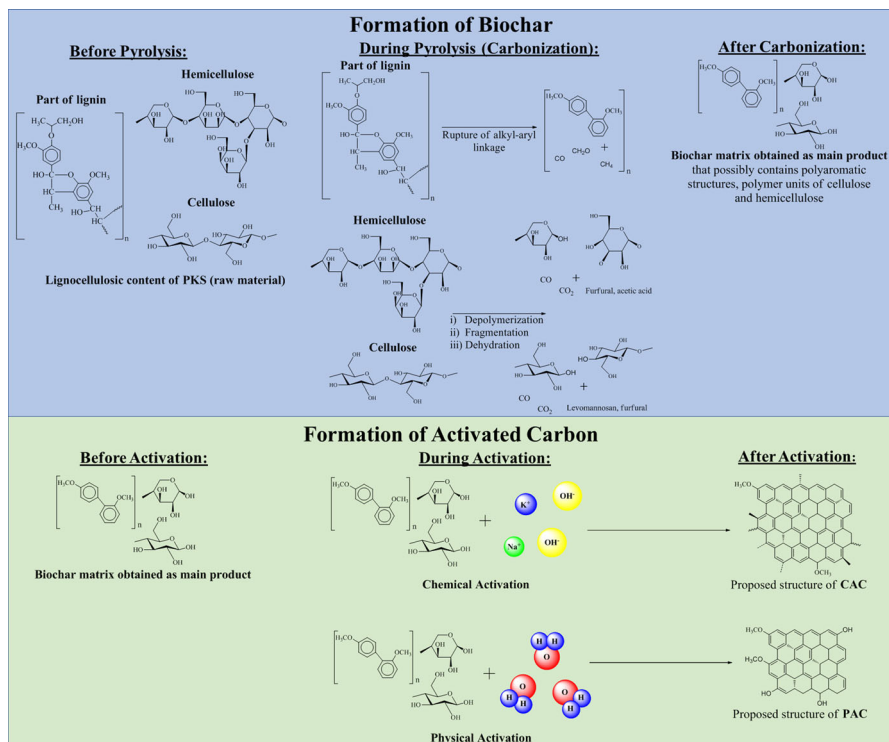 Formation of Biochar
Before Pyrolysis:
During Pyrolysis (Carbonization):
After Carbonization:
Part of lignin
Hemicellulose
Cellulose
Lignocellulosic content of PKS (raw material)
Part of lignin
Rupture of alkyl-aryl
linkage
CO
CH₂O
+
CH₄
Hemicellulose
CO
CO₂
+
Furfural, acetic acid
i) Depolymerization
ii) Fragmentation
iii) Dehydration
Cellulose
CO
CO₂
+
Levomannosan, furfural
Biochar matrix obtained as main product
that possibly contains polyaromatic
structures, polymer units of cellulose
and hemicellulose
Formation of Activated Carbon
Before Activation:
During Activation:
After Activation:
Biochar matrix obtained as main product
+
K⁺
OH⁻
Na⁺
OH⁻
Chemical Activation
Proposed structure of CAC
+
H H
O
O
H H
O
H H
Physical Activation
Proposed structure of PAC